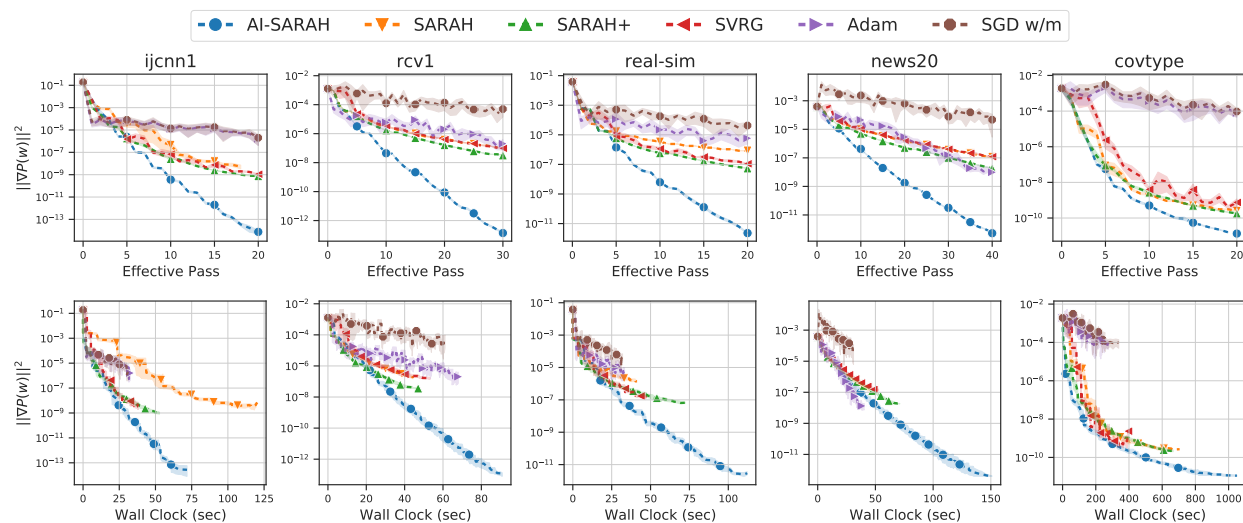 AI-SARAH SARAH SARAH+ SVRG Adam SGD w/m
ijcnn1 rcv1 real-sim news20 covtype
||∇P(w)||²
10⁻¹ 10⁻³ 10⁻⁵ 10⁻⁷ 10⁻⁹ 10⁻¹¹ 10⁻¹³
0 5 10 15 20
Effective Pass
10⁻² 10⁻⁴ 10⁻⁶ 10⁻⁸ 10⁻¹⁰ 10⁻¹²
0 10 20 30
Effective Pass
10⁻¹ 10⁻³ 10⁻⁵ 10⁻⁷ 10⁻⁹ 10⁻¹¹
0 5 10 15 20
Effective Pass
10⁻³ 10⁻⁵ 10⁻⁷ 10⁻⁹ 10⁻¹¹
0 10 20 30 40
Effective Pass
10⁻² 10⁻⁴ 10⁻⁶ 10⁻⁸ 10⁻¹⁰
0 5 10 15 20
Effective Pass
||∇P(w)||²
10⁻¹ 10⁻³ 10⁻⁵ 10⁻⁷ 10⁻⁹ 10⁻¹¹ 10⁻¹³
0 25 50 75 100 125
Wall Clock (sec)
10⁻² 10⁻⁴ 10⁻⁶ 10⁻⁸ 10⁻¹⁰ 10⁻¹²
0 20 40 60 80
Wall Clock (sec)
10⁻¹ 10⁻³ 10⁻⁵ 10⁻⁷ 10⁻⁹ 10⁻¹¹
0 25 50 75 100
Wall Clock (sec)
10⁻³ 10⁻⁵ 10⁻⁷ 10⁻⁹ 10⁻¹¹
0 50 100 150
Wall Clock (sec)
10⁻² 10⁻⁴ 10⁻⁶ 10⁻⁸ 10⁻¹⁰
0 200 400 600 800 1000
Wall Clock (sec)